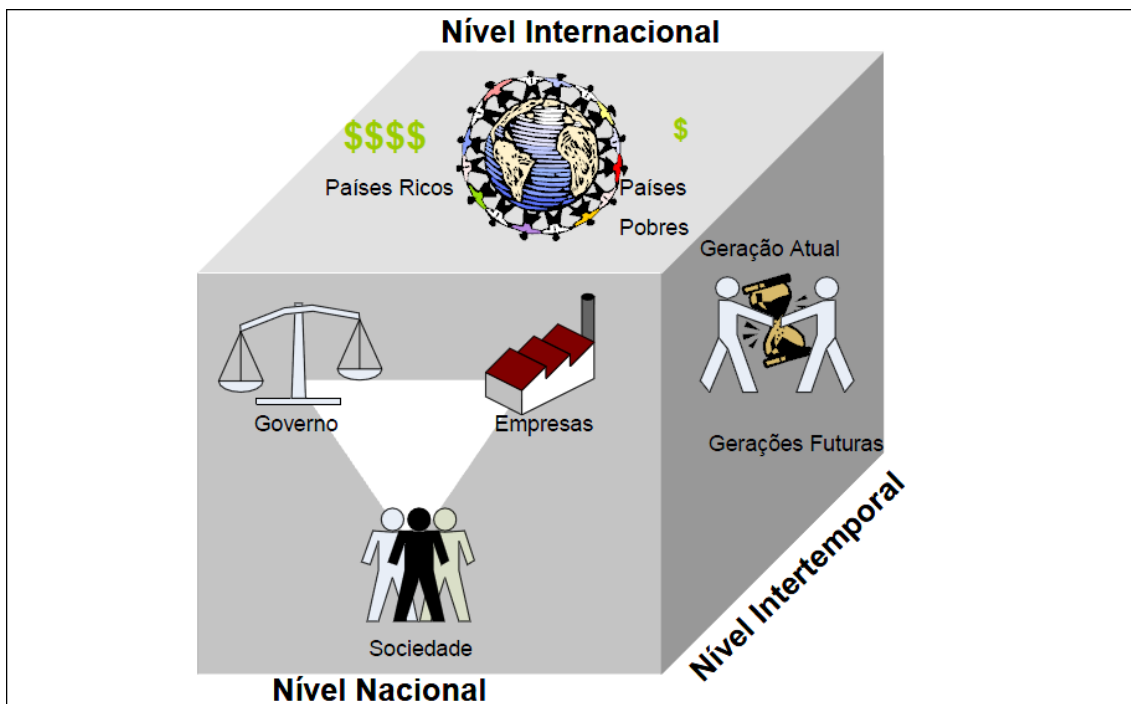 Nível Internacional
$$$$
$
Países Ricos
Países
Pobres
Geração Atual
Governo
Empresas
Gerações Futuras
Sociedade
Nível Nacional
Nível Intertemporal